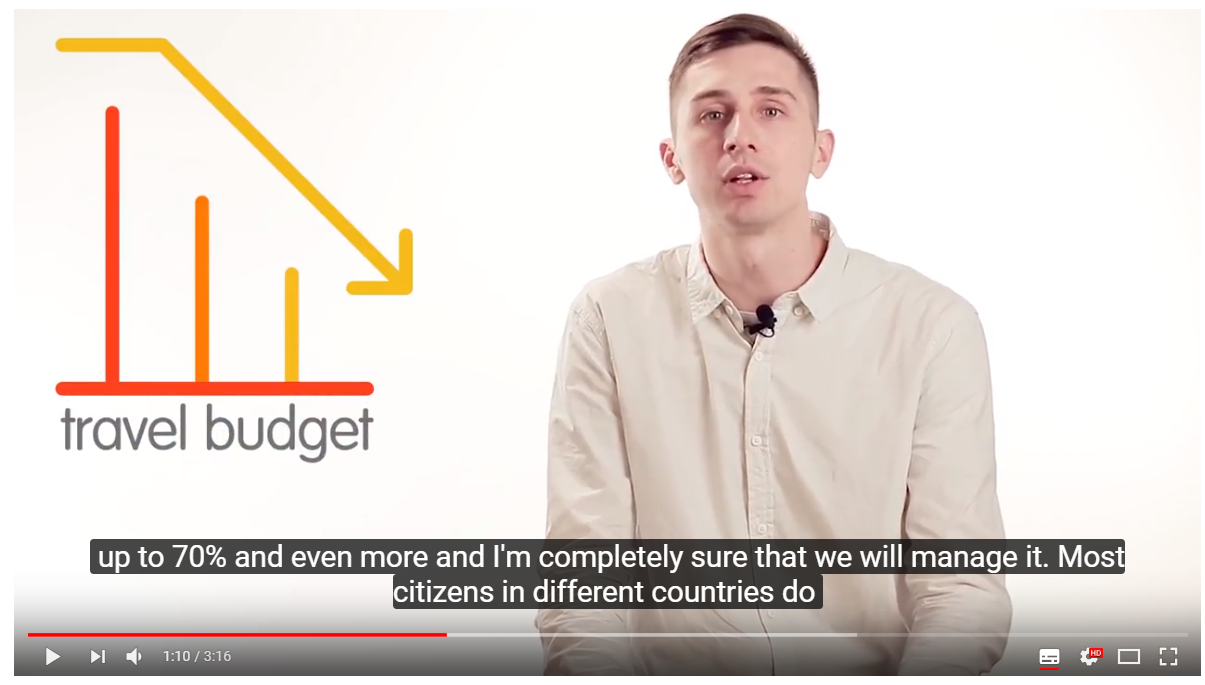 travel budget
up to 70% and even more and I'm completely sure that we will manage it. Most
citizens in different countries do
1:10 / 3:16
HD